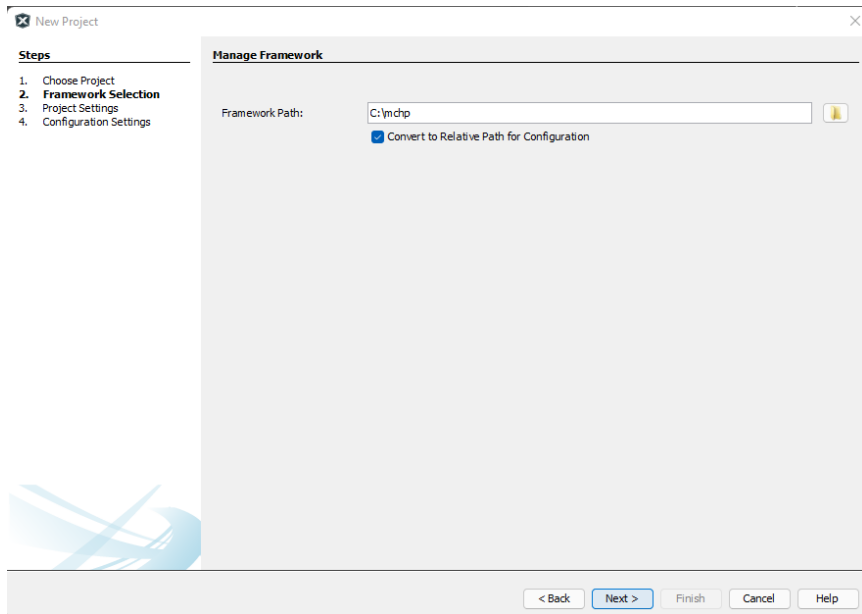 New Project
Steps
1. Choose Project
2. Framework Selection
3. Project Settings
4. Configuration Settings
Manage Framework
Framework Path: C:\mchp
Convert to Relative Path for Configuration
< Back Next > Finish Cancel Help